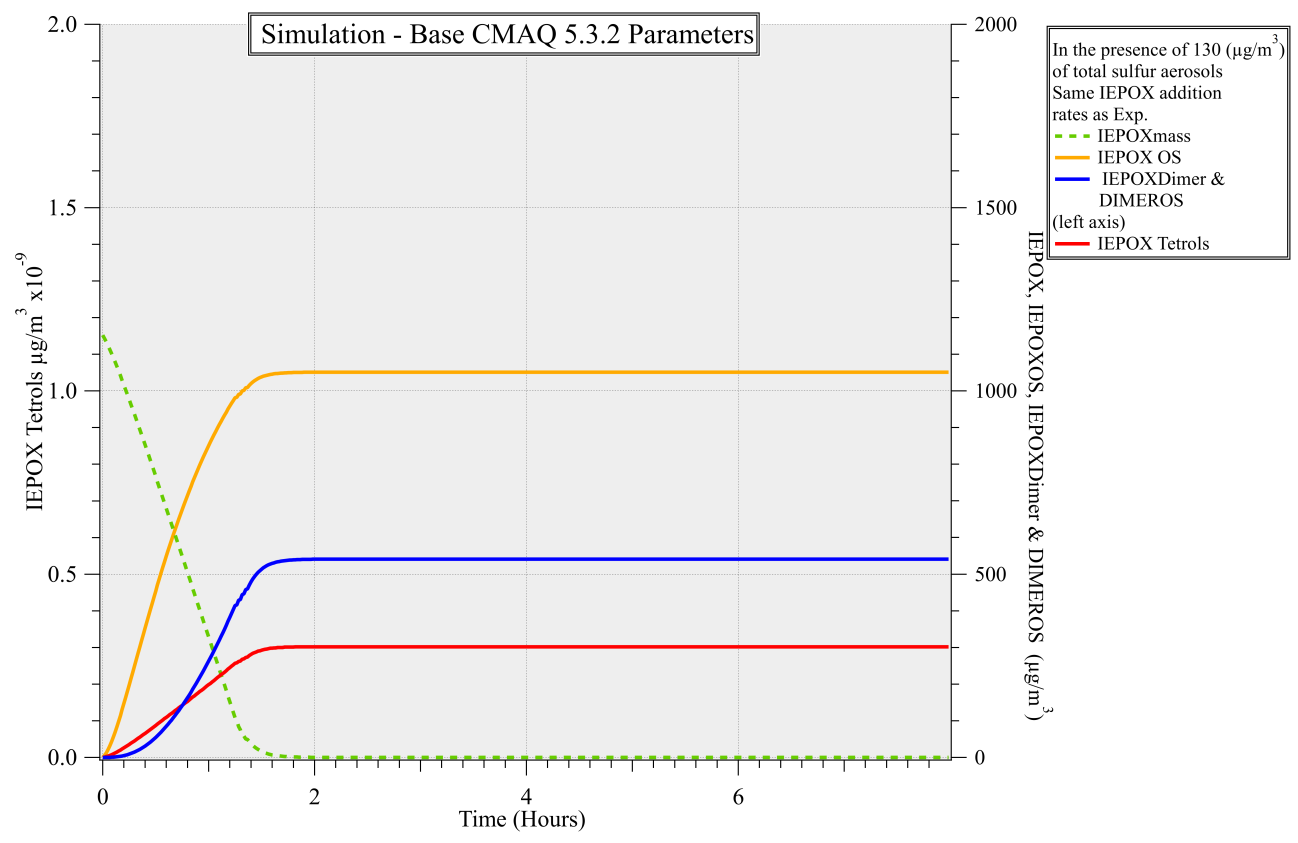 Simulation - Base CMAQ 5.3.2 Parameters
2.0
1.5
1.0
0.5
0.0
IEPOX Tetrols µg/m³ x10⁻⁹
2000
1500
1000
500
0
IEPOX, IEPOXOS, IEPOXDimer & DIMEROS (µg/m³)
0
2
4
6
Time (Hours)
In the presence of 130 (µg/m³)
of total sulfur aerosols
Same IEPOX addition
rates as Exp.
IEPOXmass
IEPOX OS
IEPOXDimer &
DIMEROS
(left axis)
IEPOX Tetrols